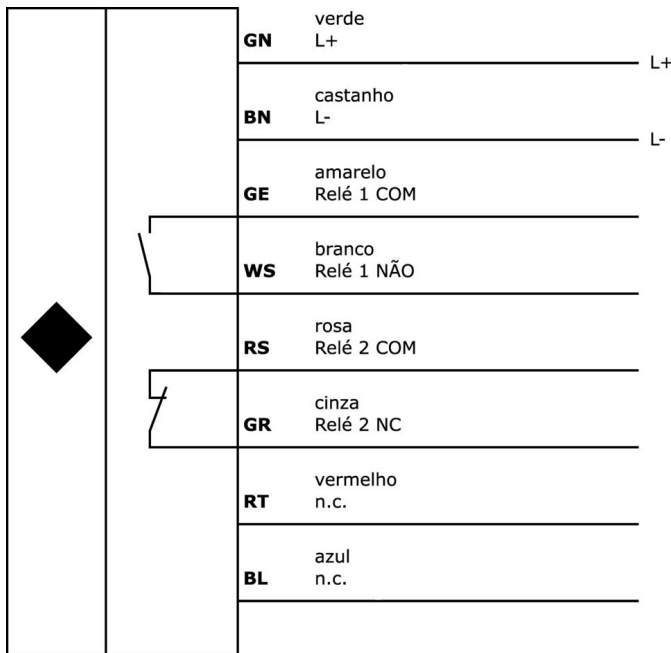 verde
GN L+
L+
castanho
BN L-
L-
amarelo
GE Relé 1 COM
branco
WS Relé 1 NÃO
rosa
RS Relé 2 COM
cinza
GR Relé 2 NC
vermelho
RT n.c.
azul
BL n.c.